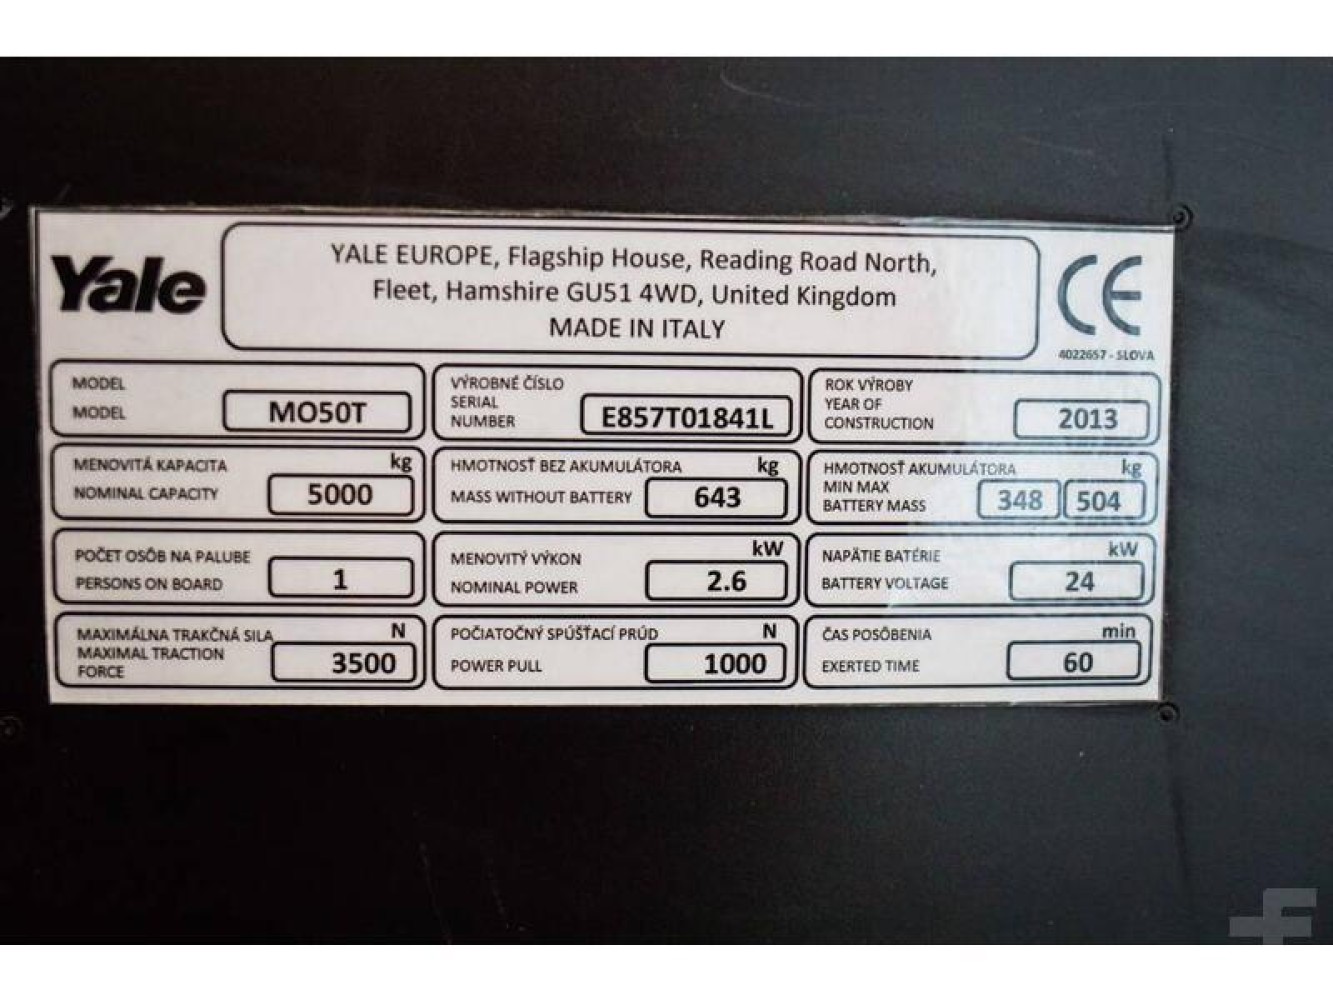 Yale
YALE EUROPE, Flagship House, Reading Road North,
Fleet, Hamshire GU51 4WD, United Kingdom
MADE IN ITALY
CE
4022657 - SLOVA
MODEL
MODEL
MO50T
VÝROBNÉ ČÍSLO
SERIAL
NUMBER
E857T01841L
ROK VÝROBY
YEAR OF
CONSTRUCTION
2013
MENOVITÁ KAPACITA kg
NOMINAL CAPACITY 5000
HMOTNOSŤ BEZ AKUMULÁTORA kg
MASS WITHOUT BATTERY 643
HMOTNOSŤ AKUMULÁTORA kg
MIN MAX
BATTERY MASS
348 504
POČET OSÔB NA PALUBE
PERSONS ON BOARD 1
MENOVITÝ VÝKON kW
NOMINAL POWER 2.6
NAPÄTIE BATÉRIE kW
BATTERY VOLTAGE 24
MAXIMÁLNA TRAKČNÁ SILA N
MAXIMAL TRACTION
FORCE
3500
POČIATOČNÝ SPÚŠŤACÍ PRÚD N
POWER PULL 1000
ČAS POSÔBENIA min
EXERTED TIME 60